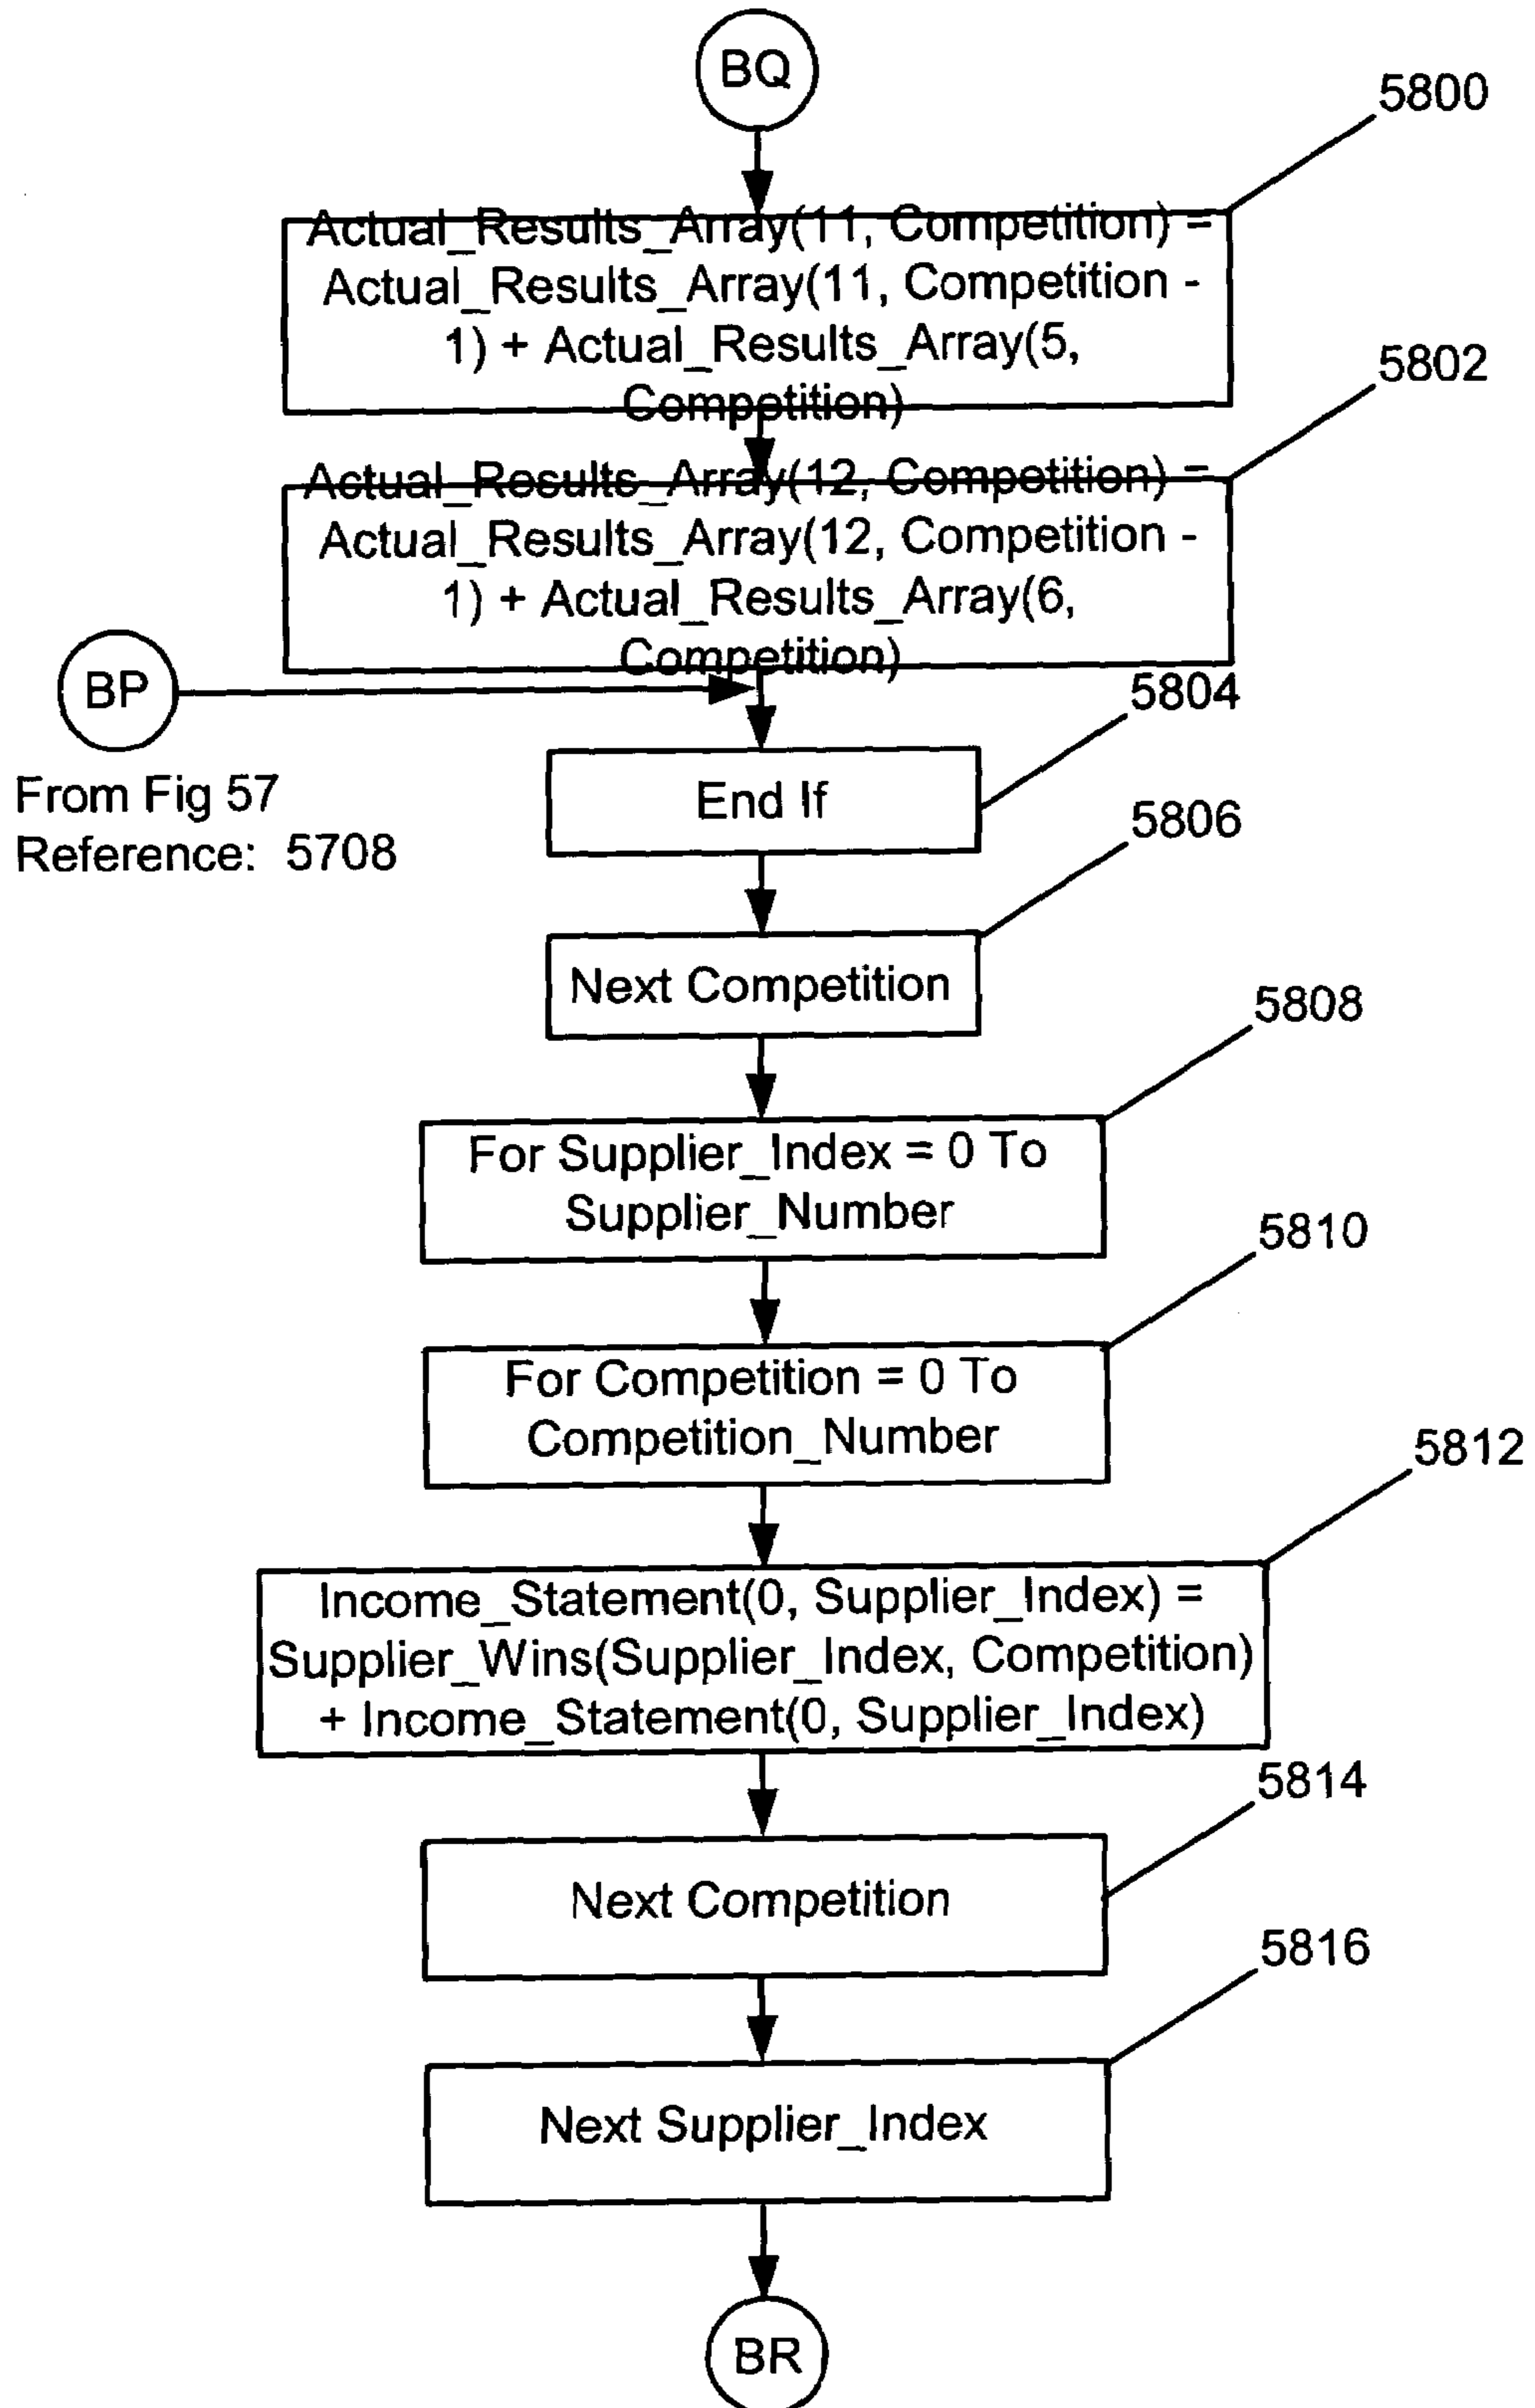 BQ
5800
Actual_Results_Array(11, Competition) =
Actual_Results_Array(11, Competition -
1) + Actual_Results_Array(5,
Competition)
5802
Actual_Results_Array(12, Competition) =
Actual_Results_Array(12, Competition -
1) + Actual_Results_Array(6,
Competition)
BP
From Fig 57
Reference: 5708
5804
End If
5806
Next Competition
5808
For Supplier_Index = 0 To
Supplier_Number
5810
For Competition = 0 To
Competition_Number
5812
Income_Statement(0, Supplier_Index) =
Supplier_Wins(Supplier_Index, Competition)
+ Income_Statement(0, Supplier_Index)
5814
Next Competition
5816
Next Supplier_Index
BR